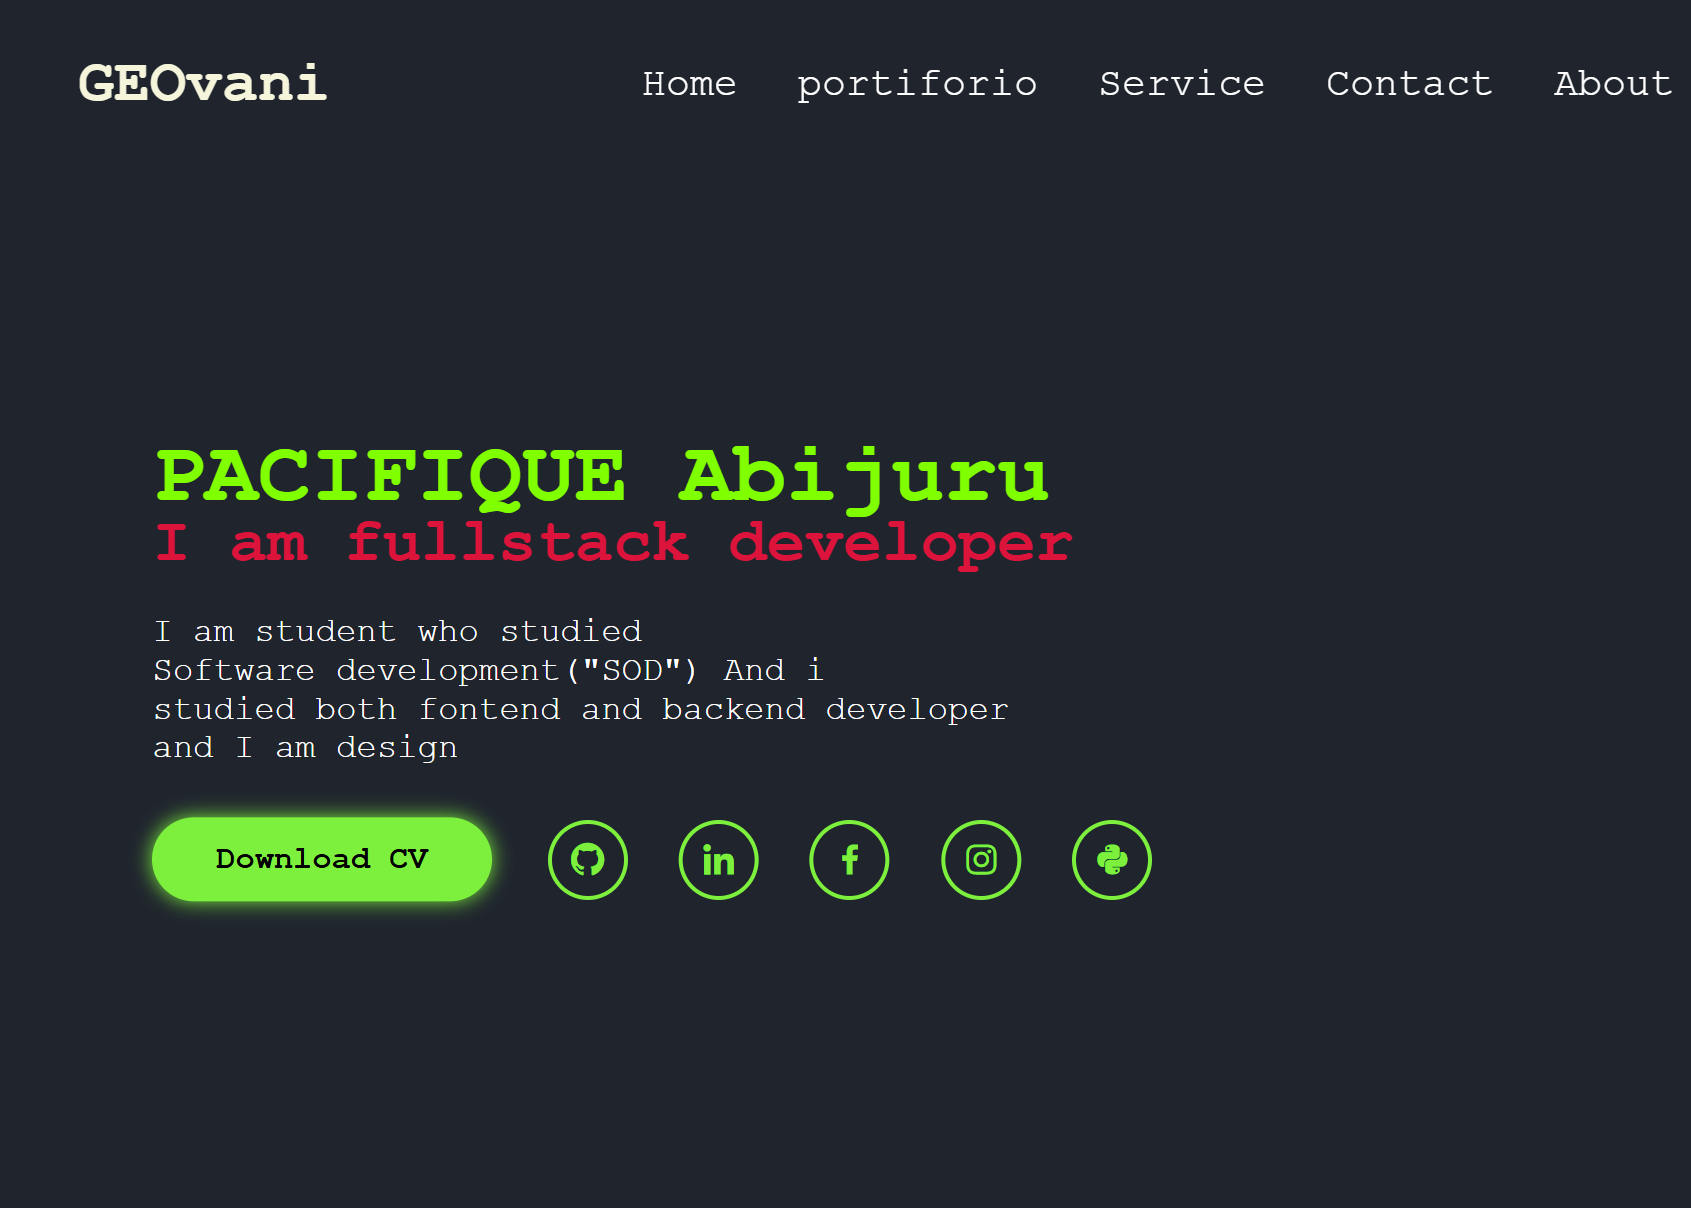 GEOvani
Home portiforio Service Contact About
PACIFIQUE Abijuru
I am fullstack developer
I am student who studied
Software development("SOD") And i
studied both fontend and backend developer
and I am design
Download CV